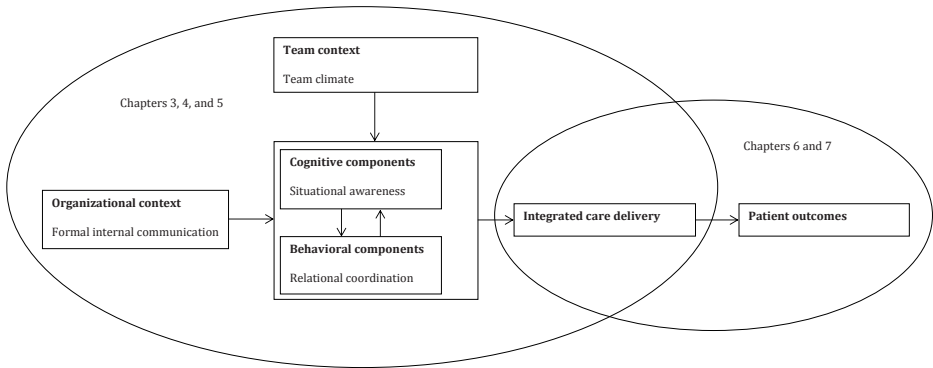 Team context
Team climate
Chapters 3, 4, and 5
Chapters 6 and 7
Cognitive components
Situational awareness
Organizational context
Formal internal communication
Integrated care delivery
Patient outcomes
Behavioral components
Relational coordination